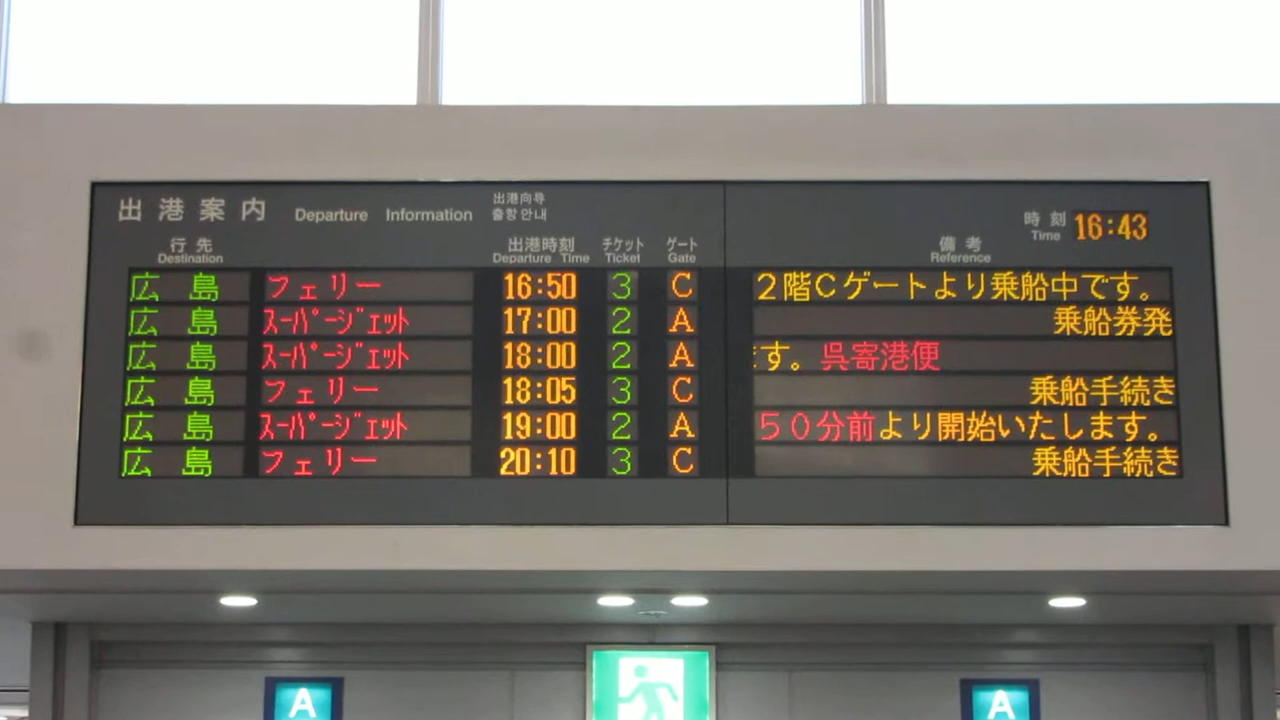 出港案内 Departure Information 出港向导
출항 안내
時刻 Time 16:43
行先 出港時刻 チケット ゲート 備考
Destination Departure Time Ticket Gate Reference
広島 フェリー 16:50 3 C 2階Cゲートより乗船中です。
広島 スーパージェット 17:00 2 A 乗船券発
広島 スーパージェット 18:00 2 A す。呉寄港便
広島 フェリー 18:05 3 C 乗船手続き
広島 スーパージェット 19:00 2 A 50分前より開始いたします。
広島 フェリー 20:10 3 C 乗船手続き
A A